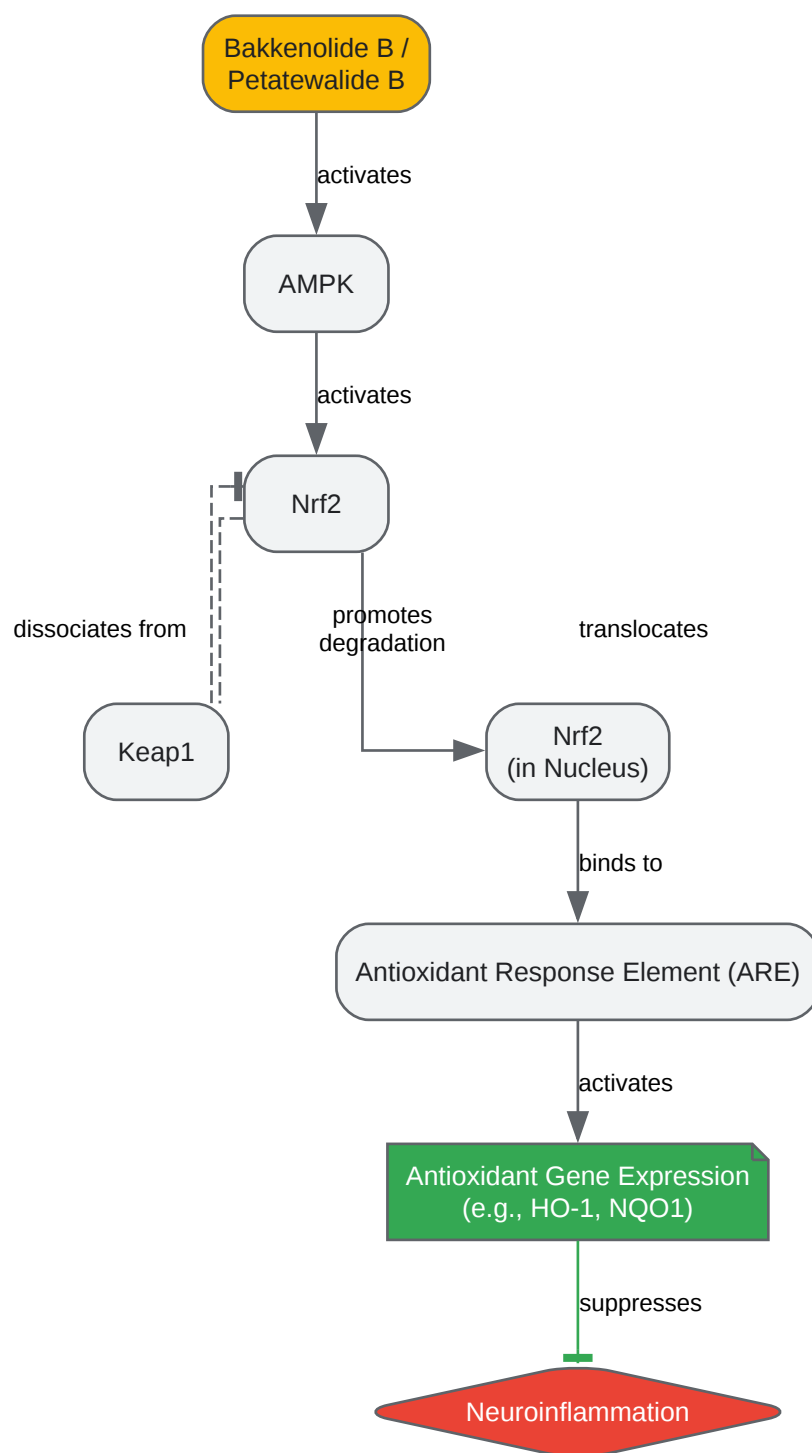 Bakkenolide B /
Petatewalide B
activates
AMPK
activates
Nrf2
dissociates from
promotes
degradation
translocates
Keap1
Nrf2
(in Nucleus)
binds to
Antioxidant Response Element (ARE)
activates
Antioxidant Gene Expression
(e.g., HO-1, NQO1)
suppresses
Neuroinflammation